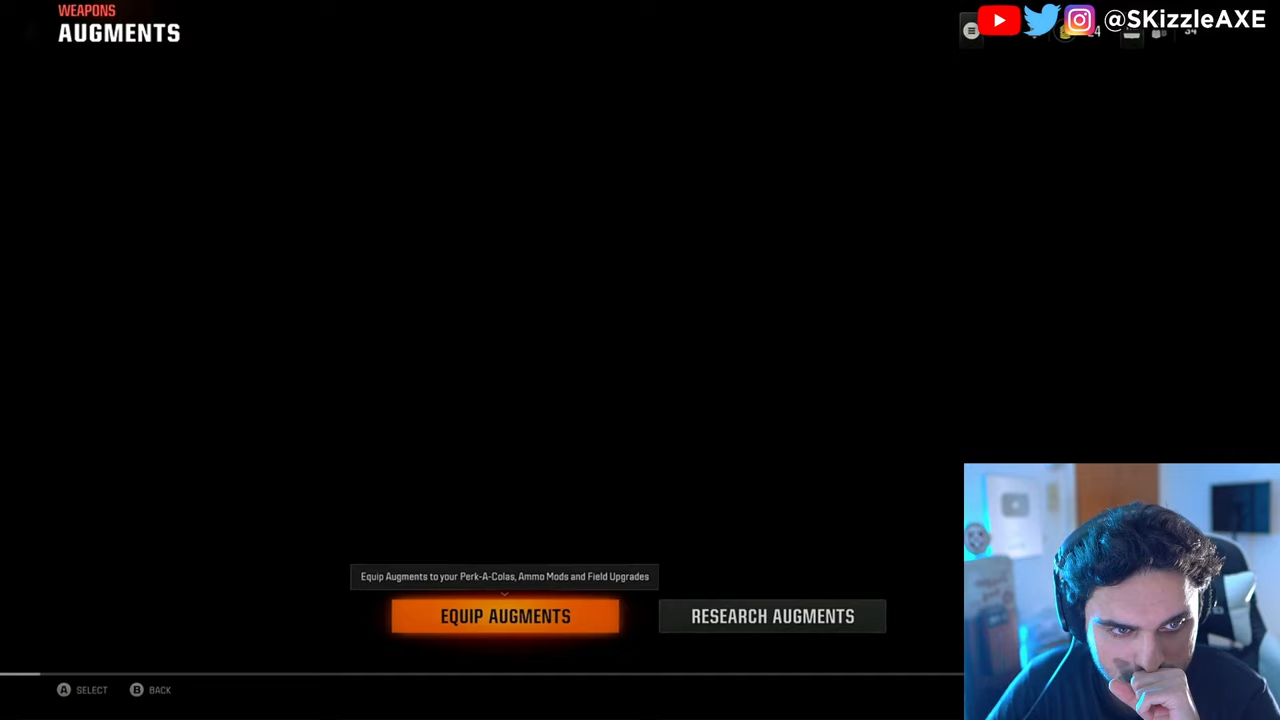 WEAPONS
AUGMENTS
@SKizzleAXE
Equip Augments to your Perk-A-Colas, Ammo Mods and Field Upgrades
EQUIP AUGMENTS
RESEARCH AUGMENTS
A SELECT
B BACK